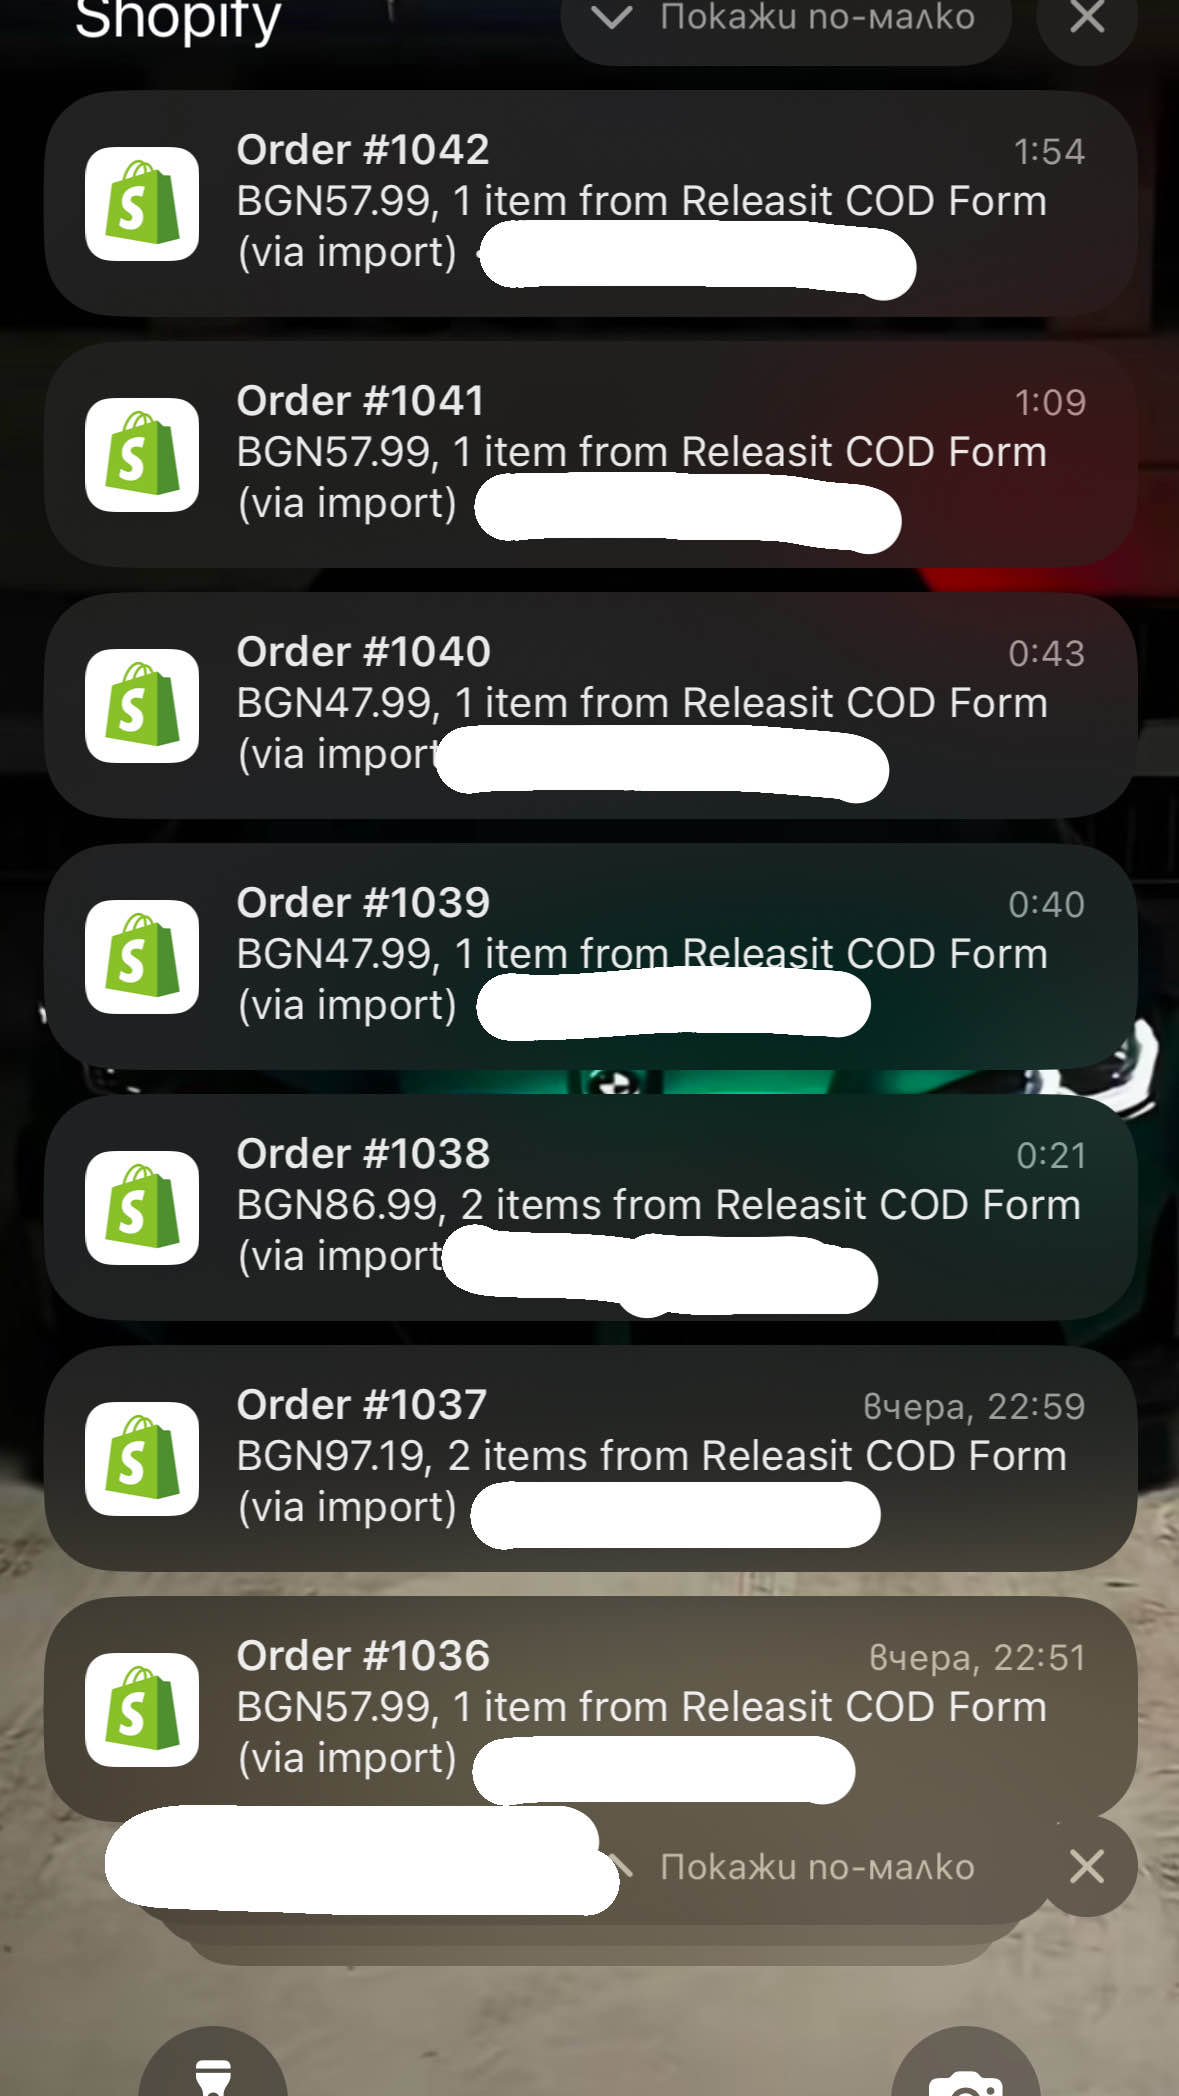 Shopify
Покажи по-малко
Order #1042
1:54
BGN57.99, 1 item from Releasit COD Form
(via import)
Order #1041
1:09
BGN57.99, 1 item from Releasit COD Form
(via import)
Order #1040
0:43
BGN47.99, 1 item from Releasit COD Form
(via import
Order #1039
0:40
BGN47.99, 1 item from Releasit COD Form
(via import)
Order #1038
0:21
BGN86.99, 2 items from Releasit COD Form
(via import
Order #1037
вчера, 22:59
BGN97.19, 2 items from Releasit COD Form
(via import)
Order #1036
вчера, 22:51
BGN57.99, 1 item from Releasit COD Form
(via import)
Покажи по-малко